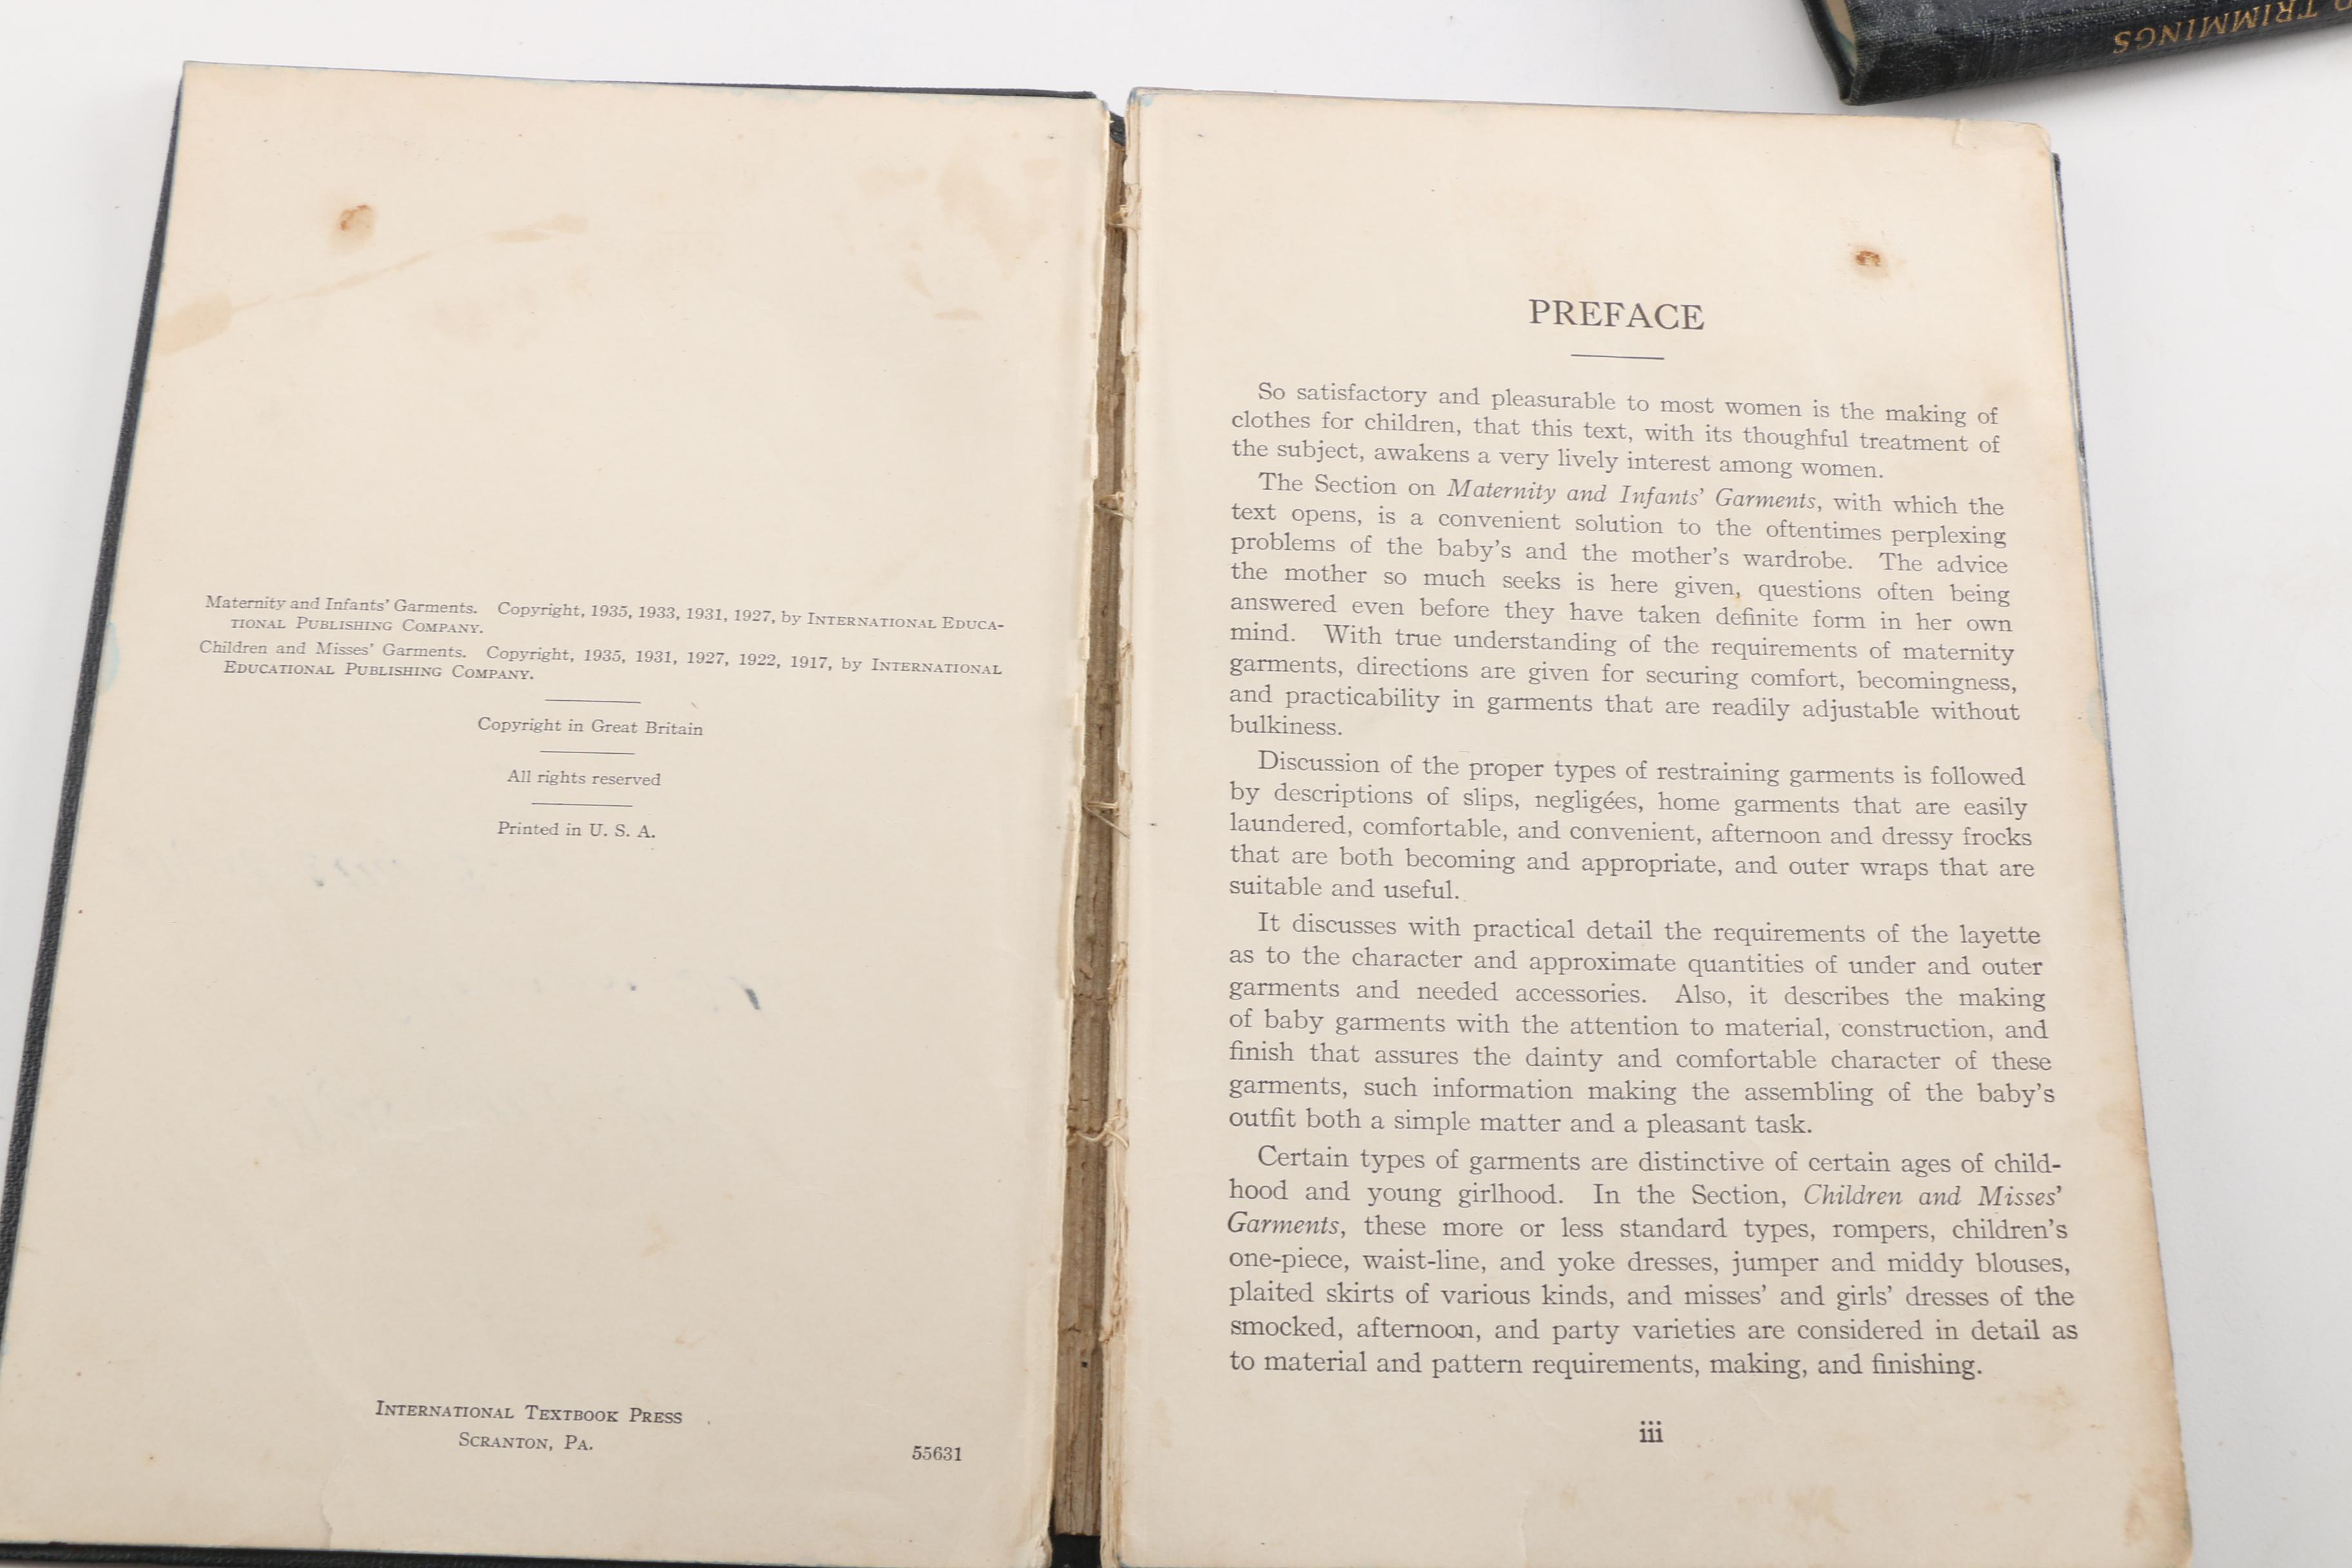 Maternity and Infants' Garments. Copyright, 1935, 1933, 1931, 1927, by INTERNATIONAL EDUCA-
TIONAL PUBLISHING COMPANY.
Children and Misses' Garments. Copyright, 1935, 1931, 1927, 1922, 1917, by INTERNATIONAL
EDUCATIONAL PUBLISHING COMPANY.
Copyright in Great Britain
All rights reserved
Printed in U. S. A.
INTERNATIONAL TEXTBOOK PRESS
SCRANTON, PA.
55631
PREFACE
So satisfactory and pleasurable to most women is the making of
clothes for children, that this text, with its thoughful treatment of
the subject, awakens a very lively interest among women.
The Section on Maternity and Infants' Garments, with which the
text opens, is a convenient solution to the oftentimes perplexing
problems of the baby's and the mother's wardrobe. The advice
the mother so much seeks is here given, questions often being
answered even before they have taken definite form in her own
mind. With true understanding of the requirements of maternity
garments, directions are given for securing comfort, becomingness,
and practicability in garments that are readily adjustable without
bulkiness.
Discussion of the proper types of restraining garments is followed
by descriptions of slips, negligées, home garments that are easily
laundered, comfortable, and convenient, afternoon and dressy frocks
that are both becoming and appropriate, and outer wraps that are
suitable and useful.
It discusses with practical detail the requirements of the layette
as to the character and approximate quantities of under and outer
garments and needed accessories. Also, it describes the making
of baby garments with the attention to material, construction, and
finish that assures the dainty and comfortable character of these
garments, such information making the assembling of the baby's
outfit both a simple matter and a pleasant task.
Certain types of garments are distinctive of certain ages of child-
hood and young girlhood. In the Section, Children and Misses'
Garments, these more or less standard types, rompers, children's
one-piece, waist-line, and yoke dresses, jumper and middy blouses,
plaited skirts of various kinds, and misses' and girls' dresses of the
smocked, afternoon, and party varieties are considered in detail as
to material and pattern requirements, making, and finishing.
iii
TRIMMINGS